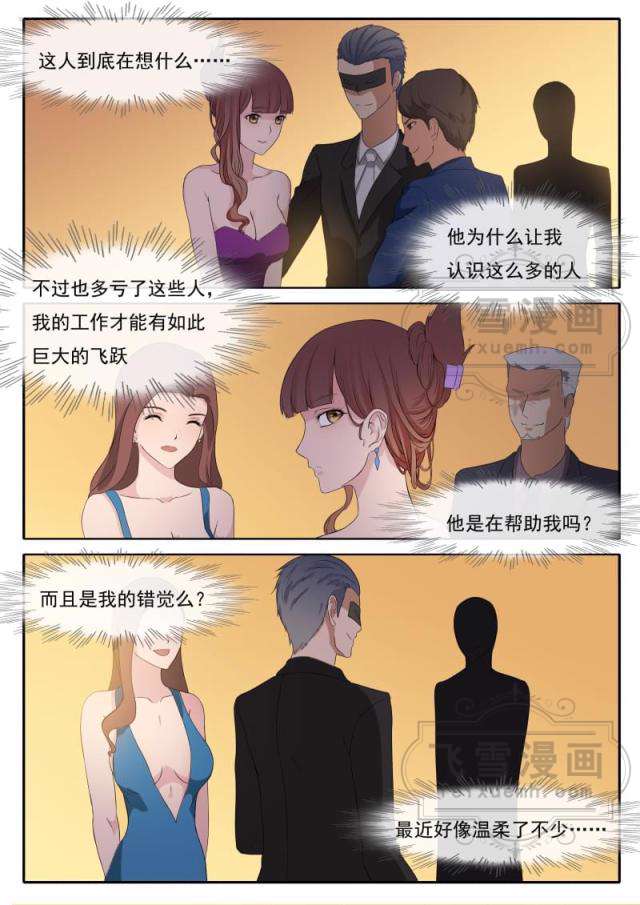 这人到底在想什么……
他为什么让我
认识这么多的人
不过也多亏了这些人，
我的工作才能有如此
巨大的飞跃
飞雪漫画
feixuemh.com
他是在帮助我吗？
而且是我的错觉么？
飞雪漫画
feixuemh.com
最近好像温柔了不少……